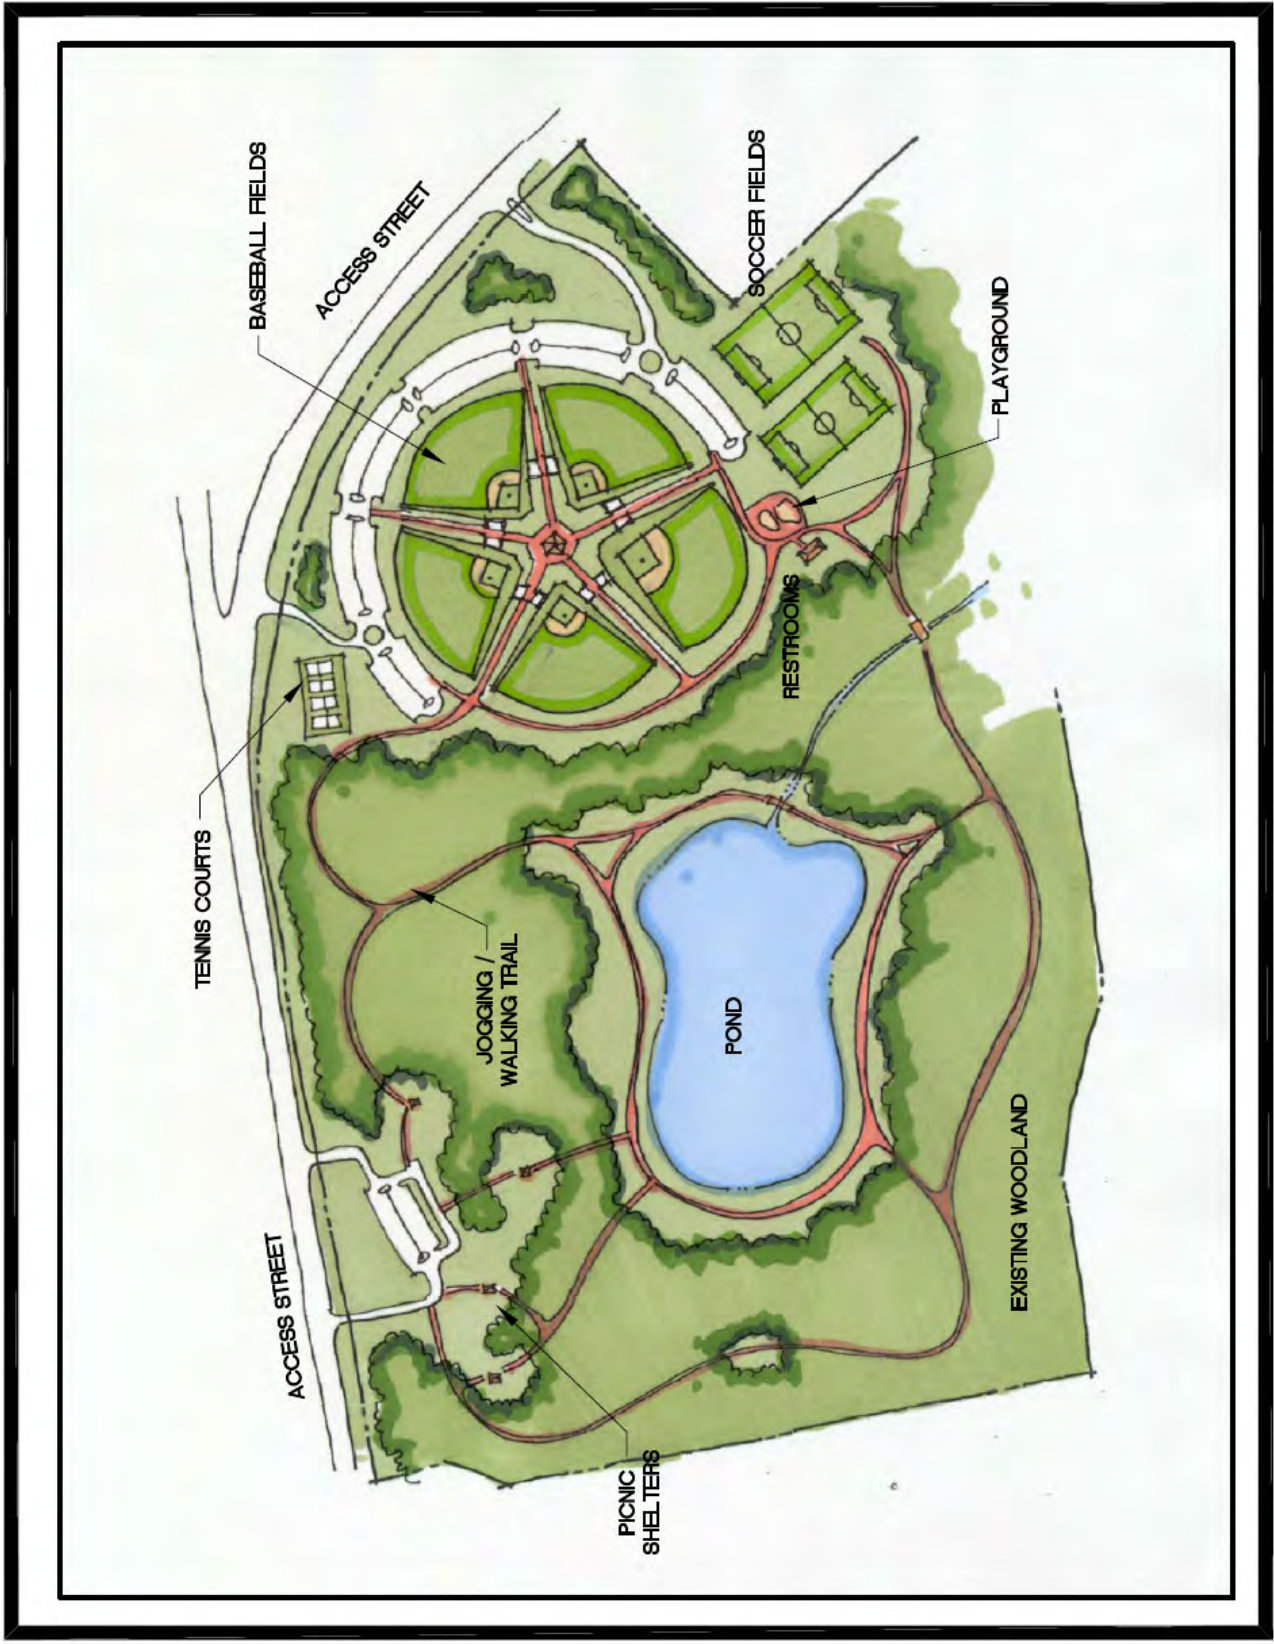 ACCESS STREET
PICNIC
SHELTERS
TENNIS COURTS
JOGGING /
WALKING TRAIL
POND
EXISTING WOODLAND
BASEBALL FIELDS
ACCESS STREET
RESTROOMS
SOCCER FIELDS
PLAYGROUND